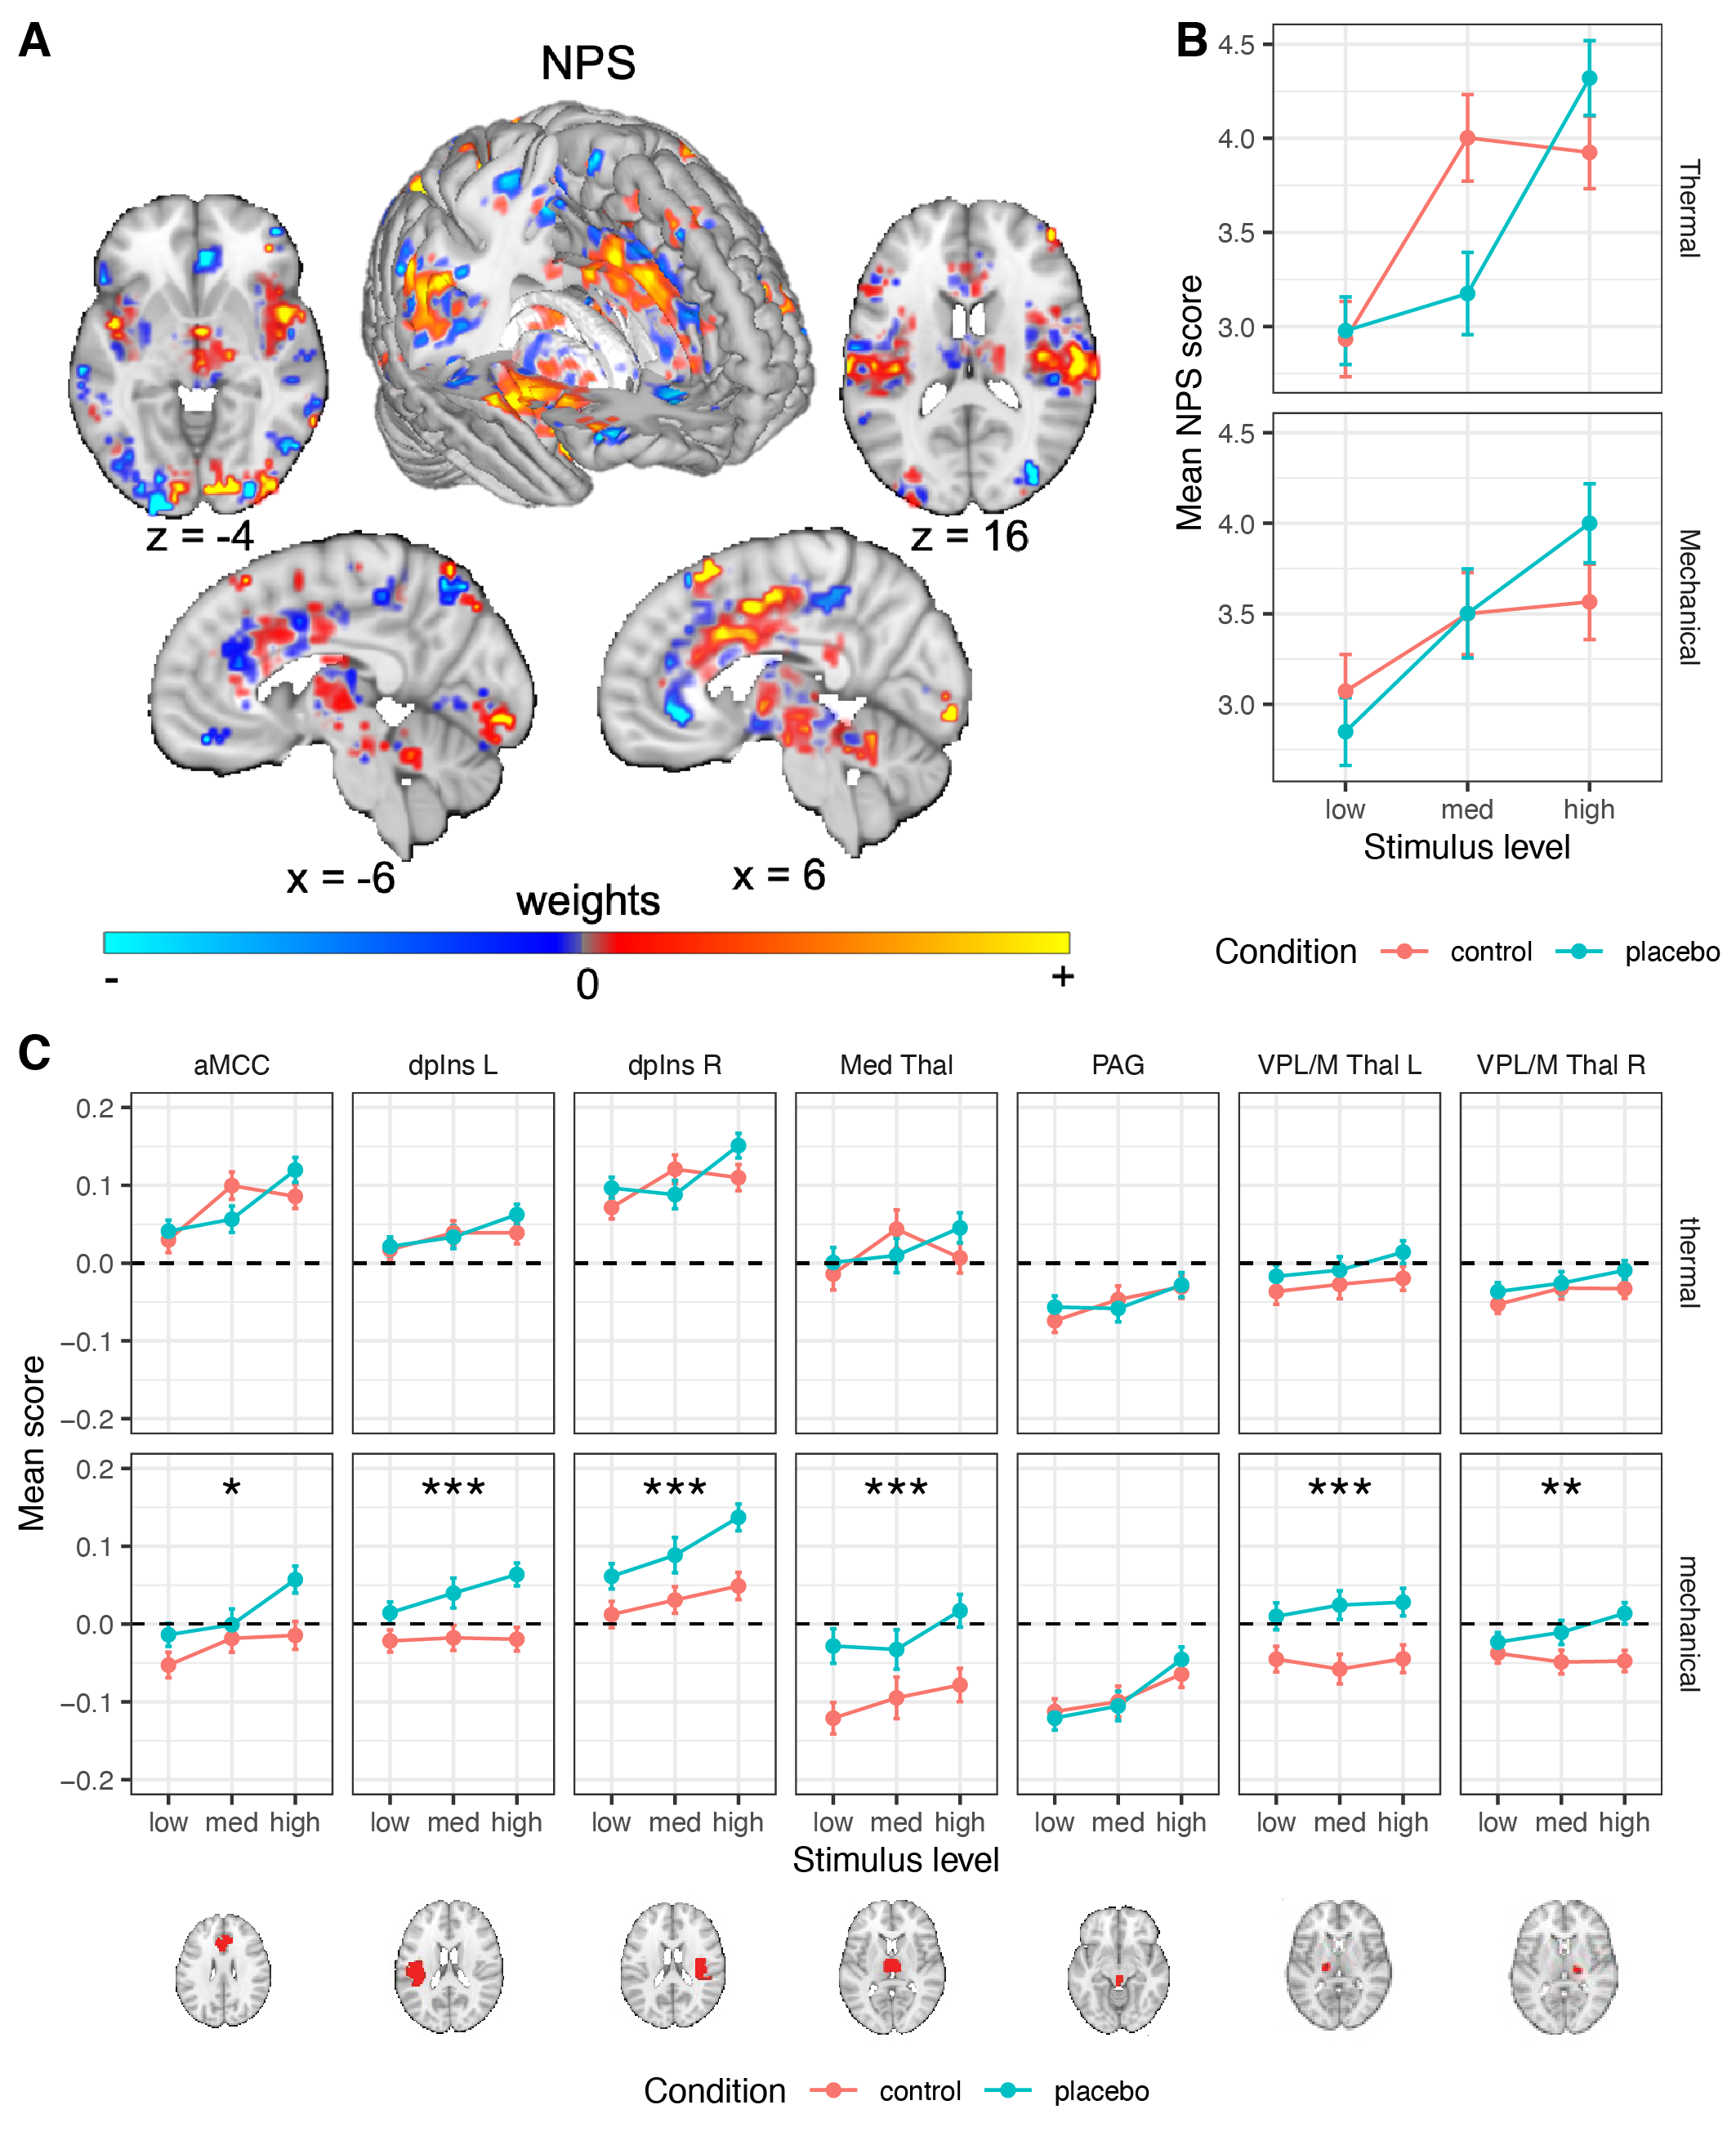 A
NPS
z = -4
z = 16
x = -6
x = 6
weights
-
0
+
B
Mean NPS score
4.5
4.0
3.5
3.0
Thermal
4.5
4.0
3.5
3.0
Mechanical
low med high
Stimulus level
Condition control placebo
C
aMCC dpIns L dpIns R Med Thal PAG VPL/M Thal L VPL/M Thal R
Mean score
0.2
0.1
0.0
−0.1
−0.2
thermal
0.2
0.1
0.0
−0.1
−0.2
* *** *** *** *** **
mechanical
low med high low med high low med high low med high low med high low med high low med high
Stimulus level
Condition control placebo